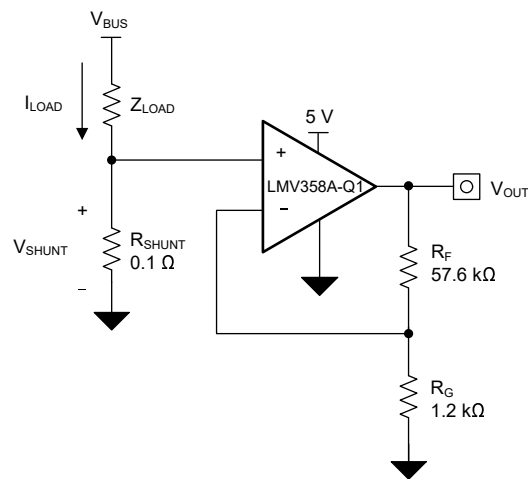 VBUS
ILOAD
ZLOAD
5 V
+
LMV358A-Q1
−
VOUT
+
VSHUNT
−
RSHUNT
0.1 Ω
RF
57.6 kΩ
RG
1.2 kΩ